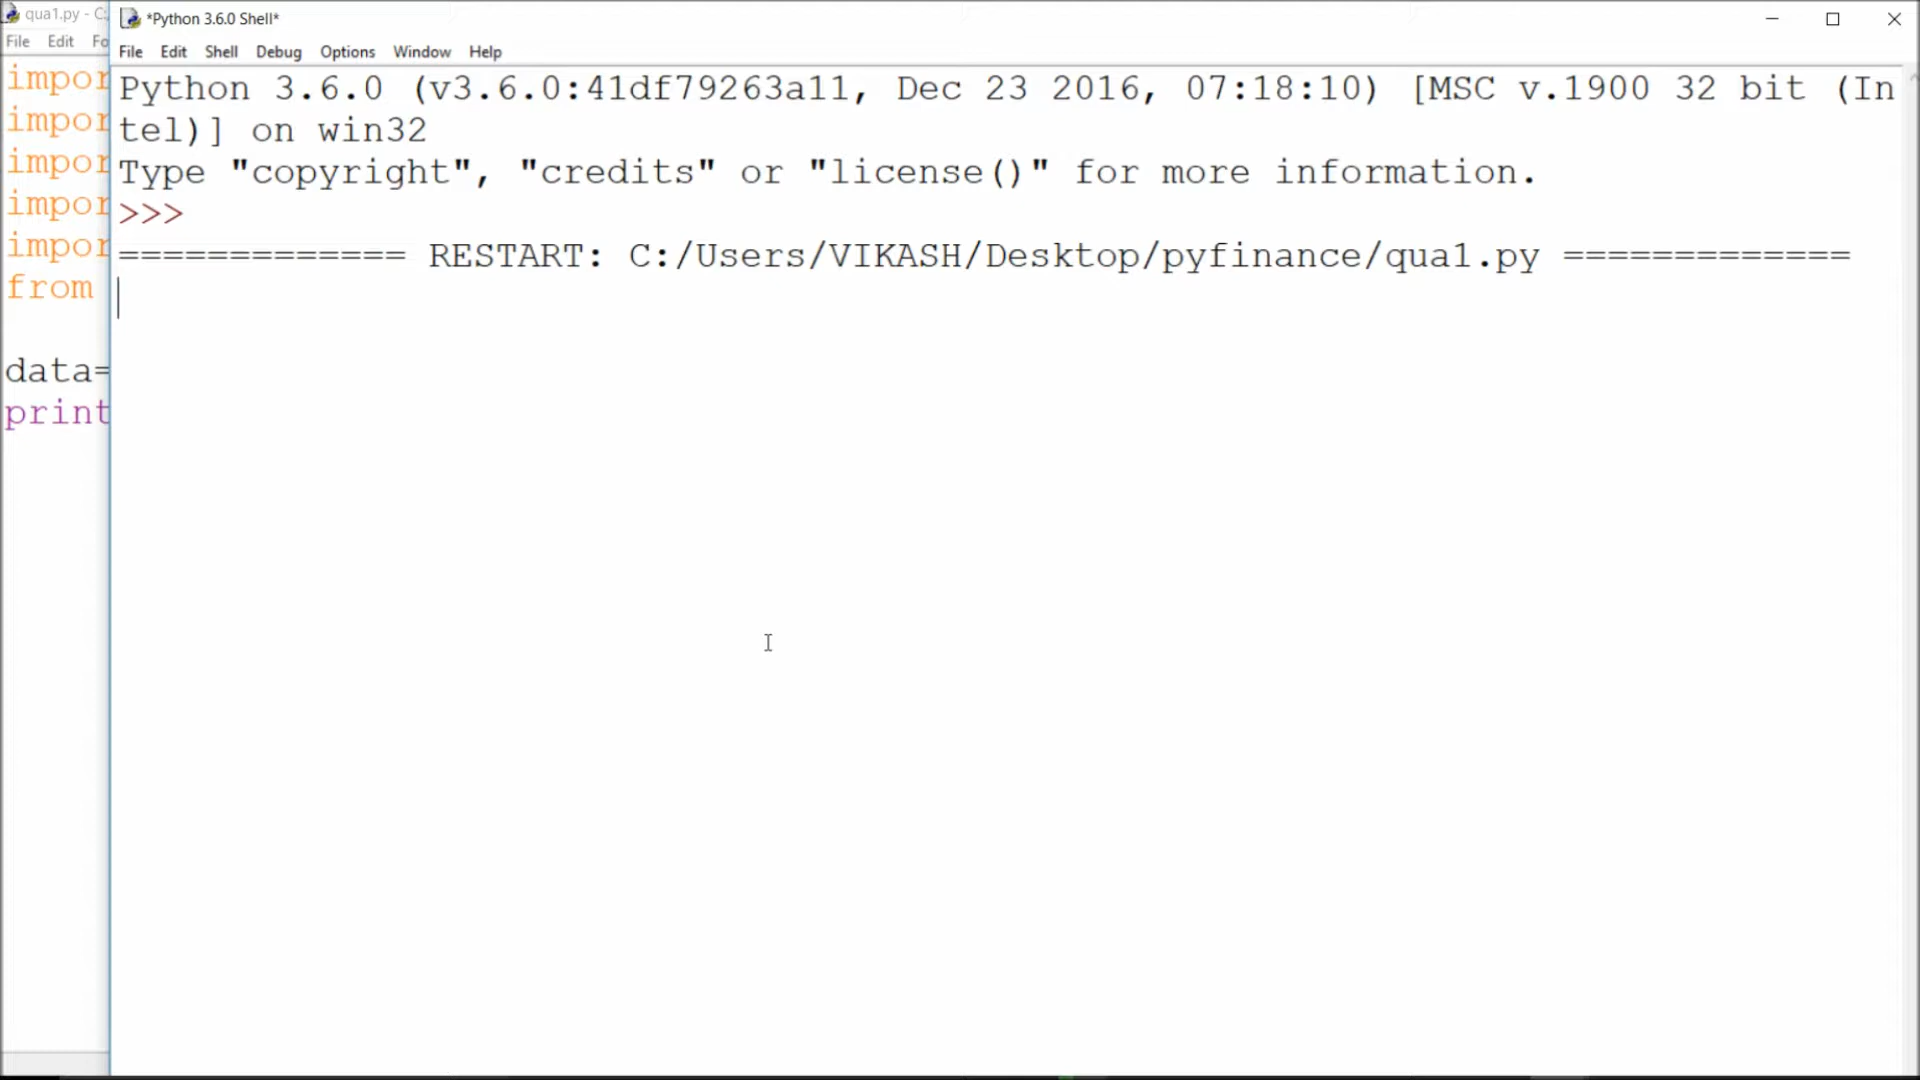 qua1.py - C:
*Python 3.6.0 Shell*
File Edit Fo
File Edit Shell Debug Options Window Help
impor
impor
impor
impor
impor
from
data=
print
Python 3.6.0 (v3.6.0:41df79263a11, Dec 23 2016, 07:18:10) [MSC v.1900 32 bit (In
tel)] on win32
Type "copyright", "credits" or "license()" for more information.
>>>
============= RESTART: C:/Users/VIKASH/Desktop/pyfinance/qua1.py =============